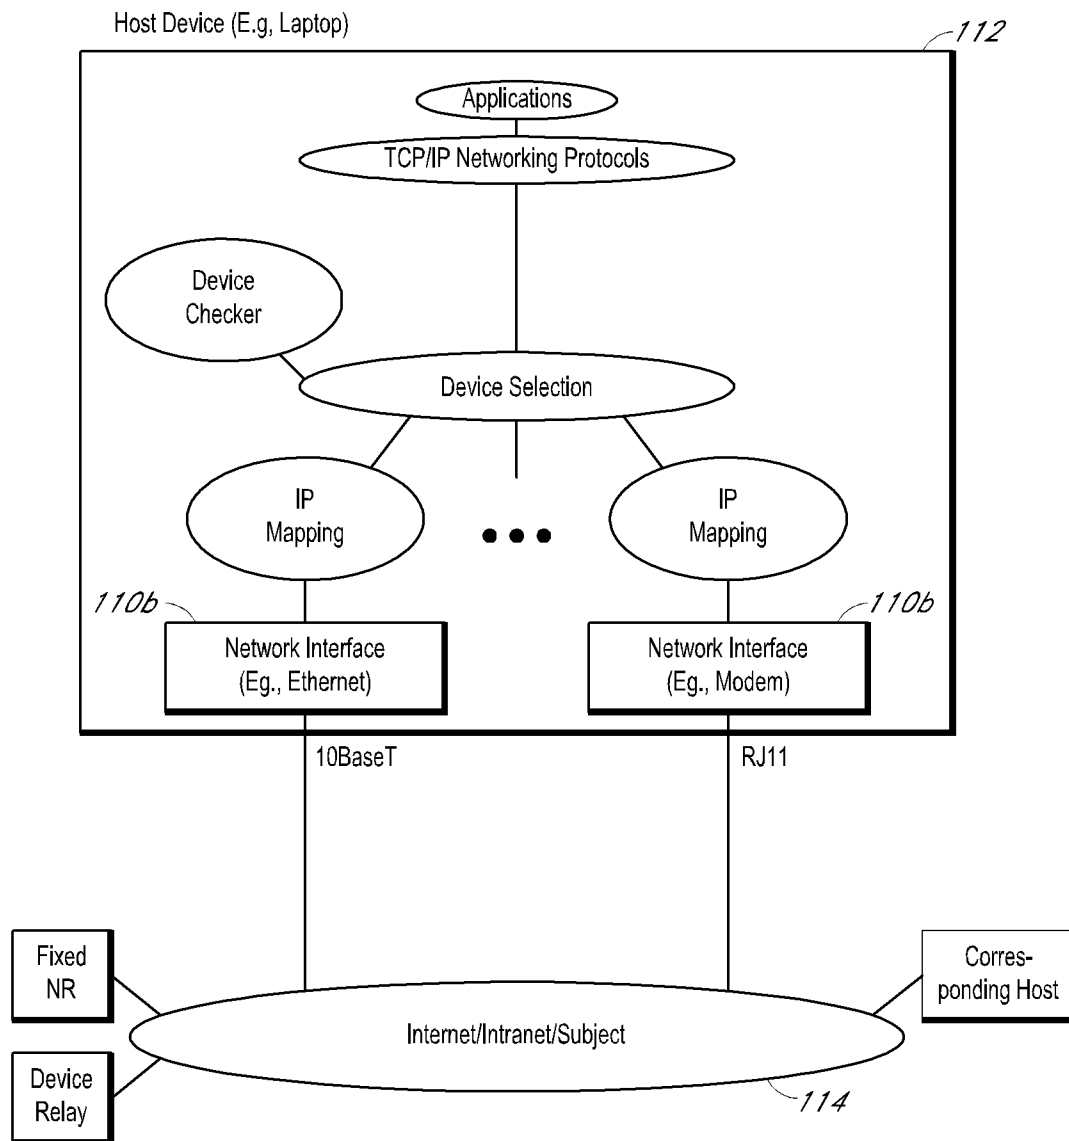 Host Device (E.g, Laptop)
112
Applications
TCP/IP Networking Protocols
Device
Checker
Device Selection
IP
Mapping
IP
Mapping
110b
110b
Network Interface
(Eg., Ethernet)
Network Interface
(Eg., Modem)
10BaseT
RJ11
Fixed
NR
Corres-
ponding Host
Internet/Intranet/Subject
Device
Relay
114